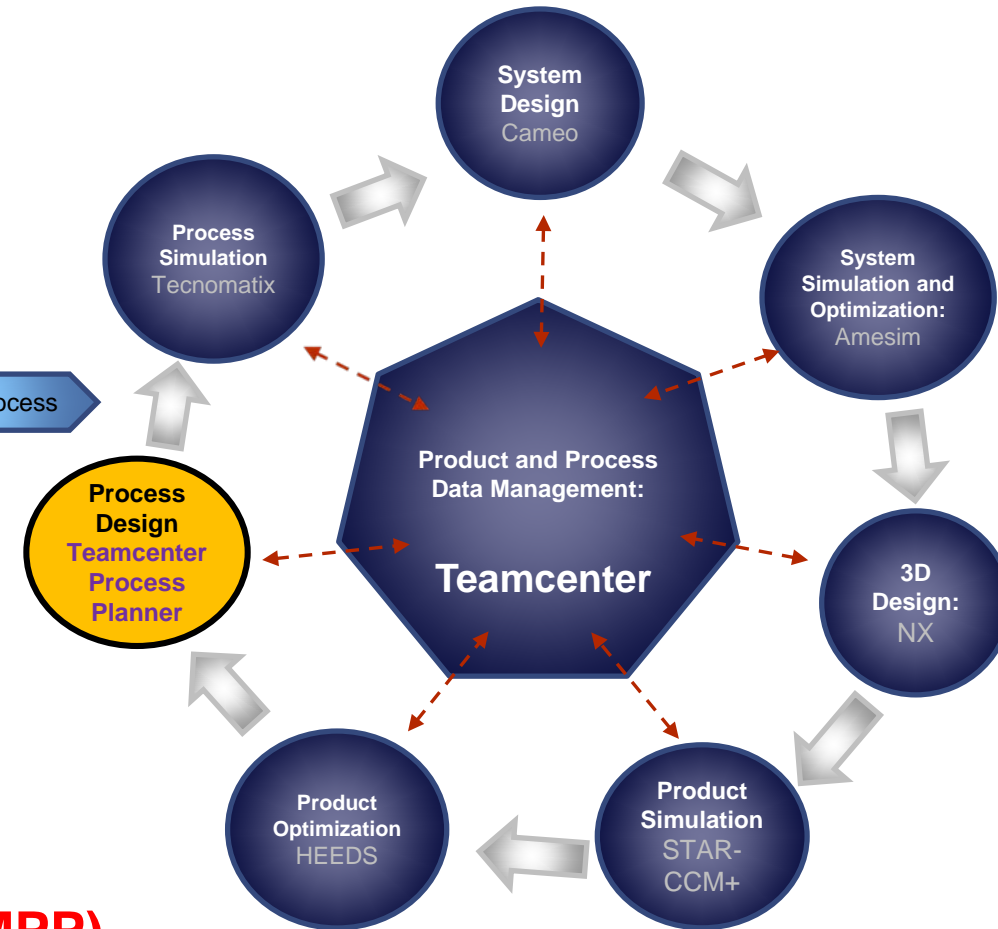 System
Design
Cameo
Process
Simulation
Tecnomatix
System
Simulation and
Optimization:
Amesim
Product and Process
Data Management:
Teamcenter
Process
Design
Teamcenter
Process
Planner
3D
Design:
NX
Product
Optimization
HEEDS
Product
Simulation
STAR-
CCM+